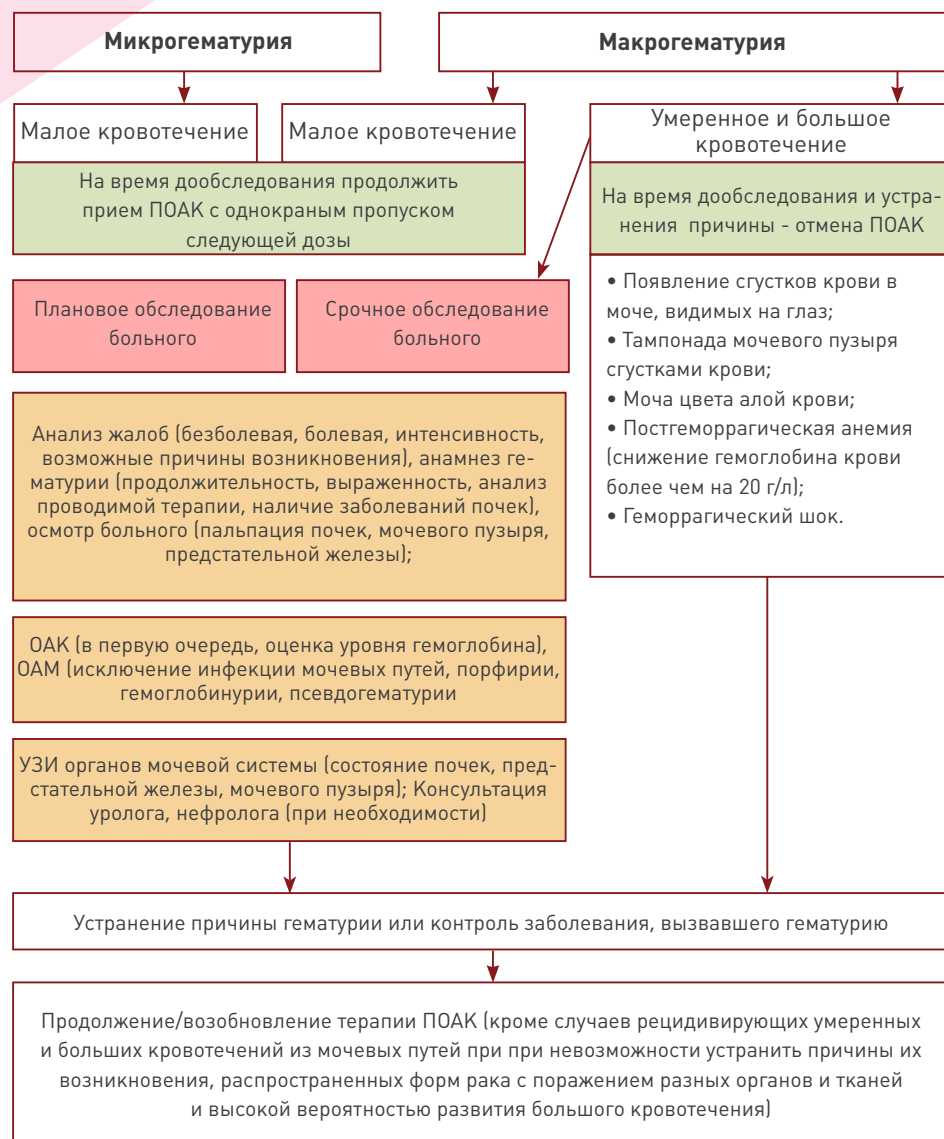 Микрогематурия
Макрогематурия
Малое кровотечение
Малое кровотечение
Умеренное и большое
кровотечение
На время дообследования продолжить
прием ПОАК с однокраным пропуском
следующей дозы
На время дообследования и устра-
нения причины - отмена ПОАК
Плановое обследование
больного
Срочное обследование
больного
• Появление сгустков крови в
моче, видимых на глаз;
• Тампонада мочевого пузыря
сгустками крови;
• Моча цвета алой крови;
• Постгеморрагическая анемия
(снижение гемоглобина крови
более чем на 20 г/л);
• Геморрагический шок.
Анализ жалоб (безболевая, болевая, интенсивность,
возможные причины возникновения), анамнез ге-
матурии (продолжительность, выраженность, анализ
проводимой терапии, наличие заболеваний почек),
осмотр больного (пальпация почек, мочевого пузыря,
предстательной железы);
ОАК (в первую очередь, оценка уровня гемоглобина),
ОАМ (исключение инфекции мочевых путей, порфирии,
гемоглобинурии, псевдогематурии
УЗИ органов мочевой системы (состояние почек, пред-
стательной железы, мочевого пузыря); Консультация
уролога, нефролога (при необходимости)
Устранение причины гематурии или контроль заболевания, вызвавшего гематурию
Продолжение/возобновление терапии ПОАК (кроме случаев рецидивирующих умеренных
и больших кровотечений из мочевых путей при при невозможности устранить причины их
возникновения, распространенных форм рака с поражением разных органов и тканей
и высокой вероятностью развития большого кровотечения)